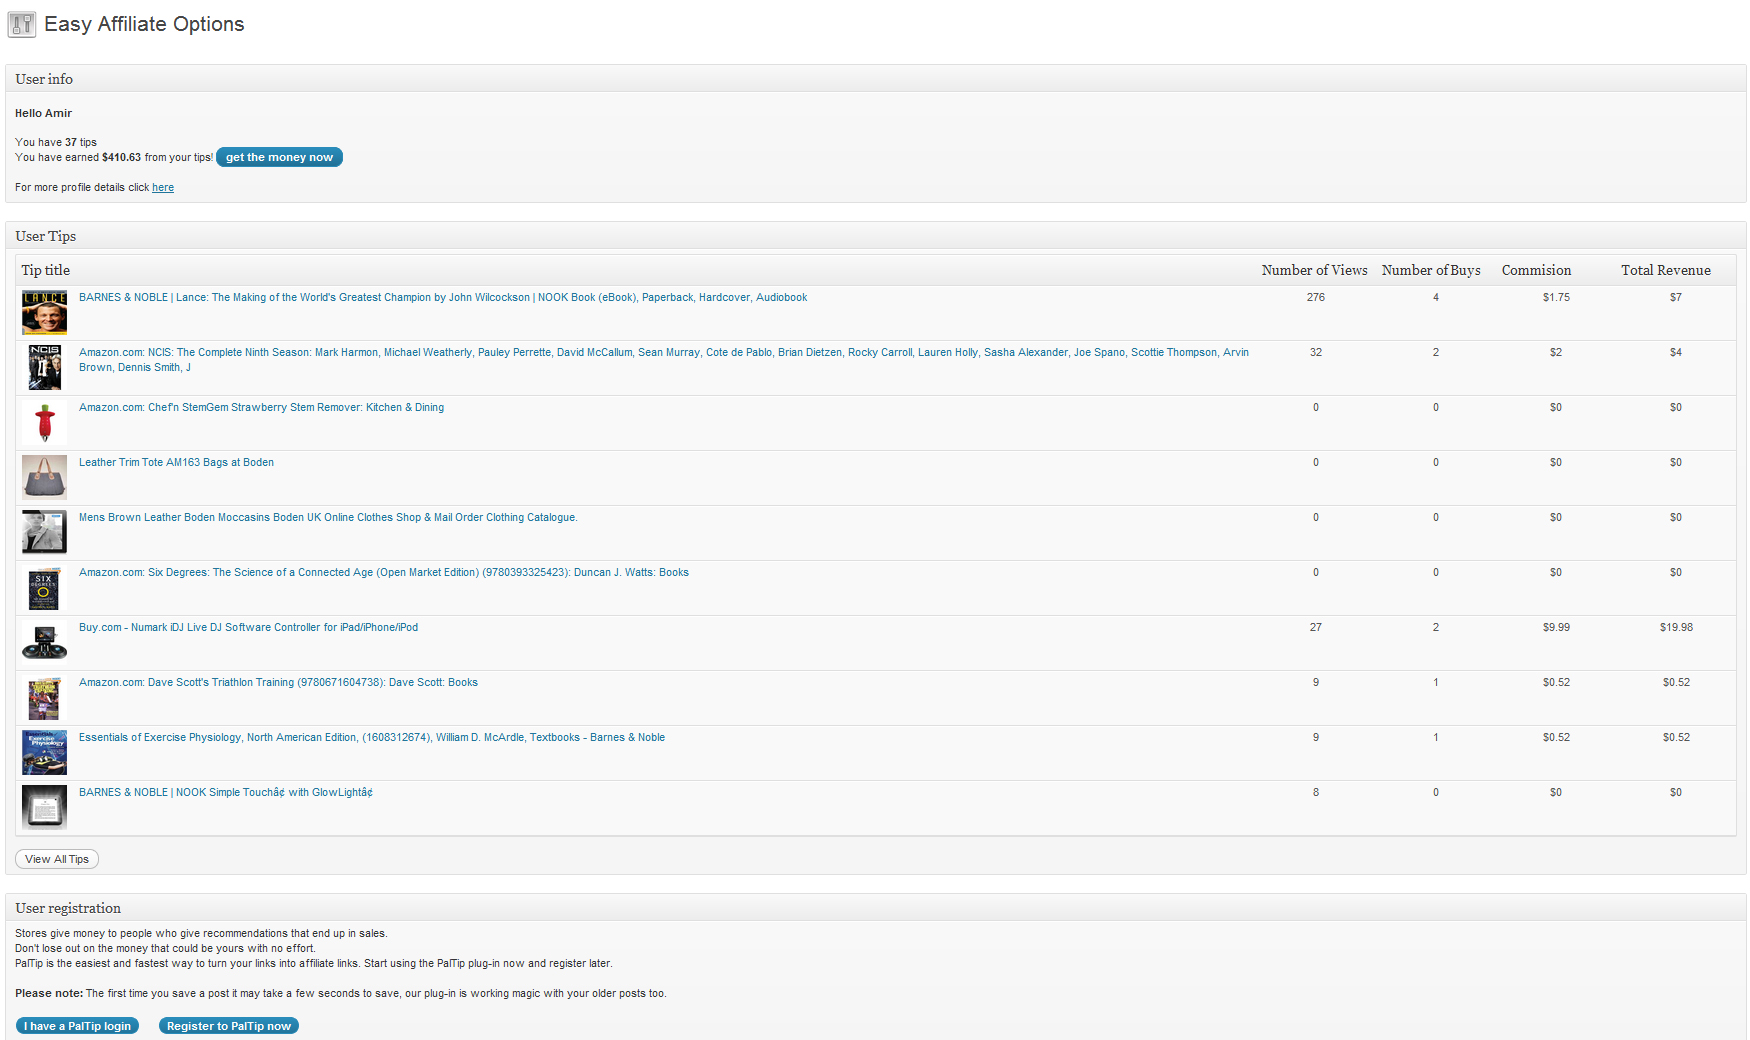 Easy Affiliate Options
User info
Hello Amir
You have 37 tips
You have earned $410.63 from your tips! get the money now
For more profile details click here
User Tips
Tip title Number of Views Number of Buys Commision Total Revenue
LANCE
BARNES & NOBLE | Lance: The Making of the World's Greatest Champion by John Wilcockson | NOOK Book (eBook), Paperback, Hardcover, Audiobook 276 4 $1.75 $7
NCIS
Amazon.com: NCIS: The Complete Ninth Season: Mark Harmon, Michael Weatherly, Pauley Perrette, David McCallum, Sean Murray, Cote de Pablo, Brian Dietzen, Rocky Carroll, Lauren Holly, Sasha Alexander, Joe Spano, Scottie Thompson, Arvin 32 2 $2 $4
Brown, Dennis Smith, J
Amazon.com: Chef'n StemGem Strawberry Stem Remover: Kitchen & Dining 0 0 $0 $0
Leather Trim Tote AM163 Bags at Boden 0 0 $0 $0
Mens Brown Leather Boden Moccasins Boden UK Online Clothes Shop & Mail Order Clothing Catalogue. 0 0 $0 $0
Amazon.com: Six Degrees: The Science of a Connected Age (Open Market Edition) (9780393325423): Duncan J. Watts: Books 0 0 $0 $0
SIX
DEGREES
Buy.com - Numark iDJ Live DJ Software Controller for iPad/iPhone/iPod 27 2 $9.99 $19.98
Amazon.com: Dave Scott's Triathlon Training (9780671604738): Dave Scott: Books 9 1 $0.52 $0.52
Essentials of Exercise Physiology, North American Edition, (1608312674), William D. McArdle, Textbooks - Barnes & Noble 9 1 $0.52 $0.52
Essentials
Exercise
Physiology
BARNES & NOBLE | NOOK Simple Touchâ¢ with GlowLightâ¢ 8 0 $0 $0
View All Tips
User registration
Stores give money to people who give recommendations that end up in sales.
Don't lose out on the money that could be yours with no effort.
PalTip is the easiest and fastest way to turn your links into affiliate links. Start using the PalTip plug-in now and register later.
Please note: The first time you save a post it may take a few seconds to save, our plug-in is working magic with your older posts too.
I have a PalTip login Register to PalTip now